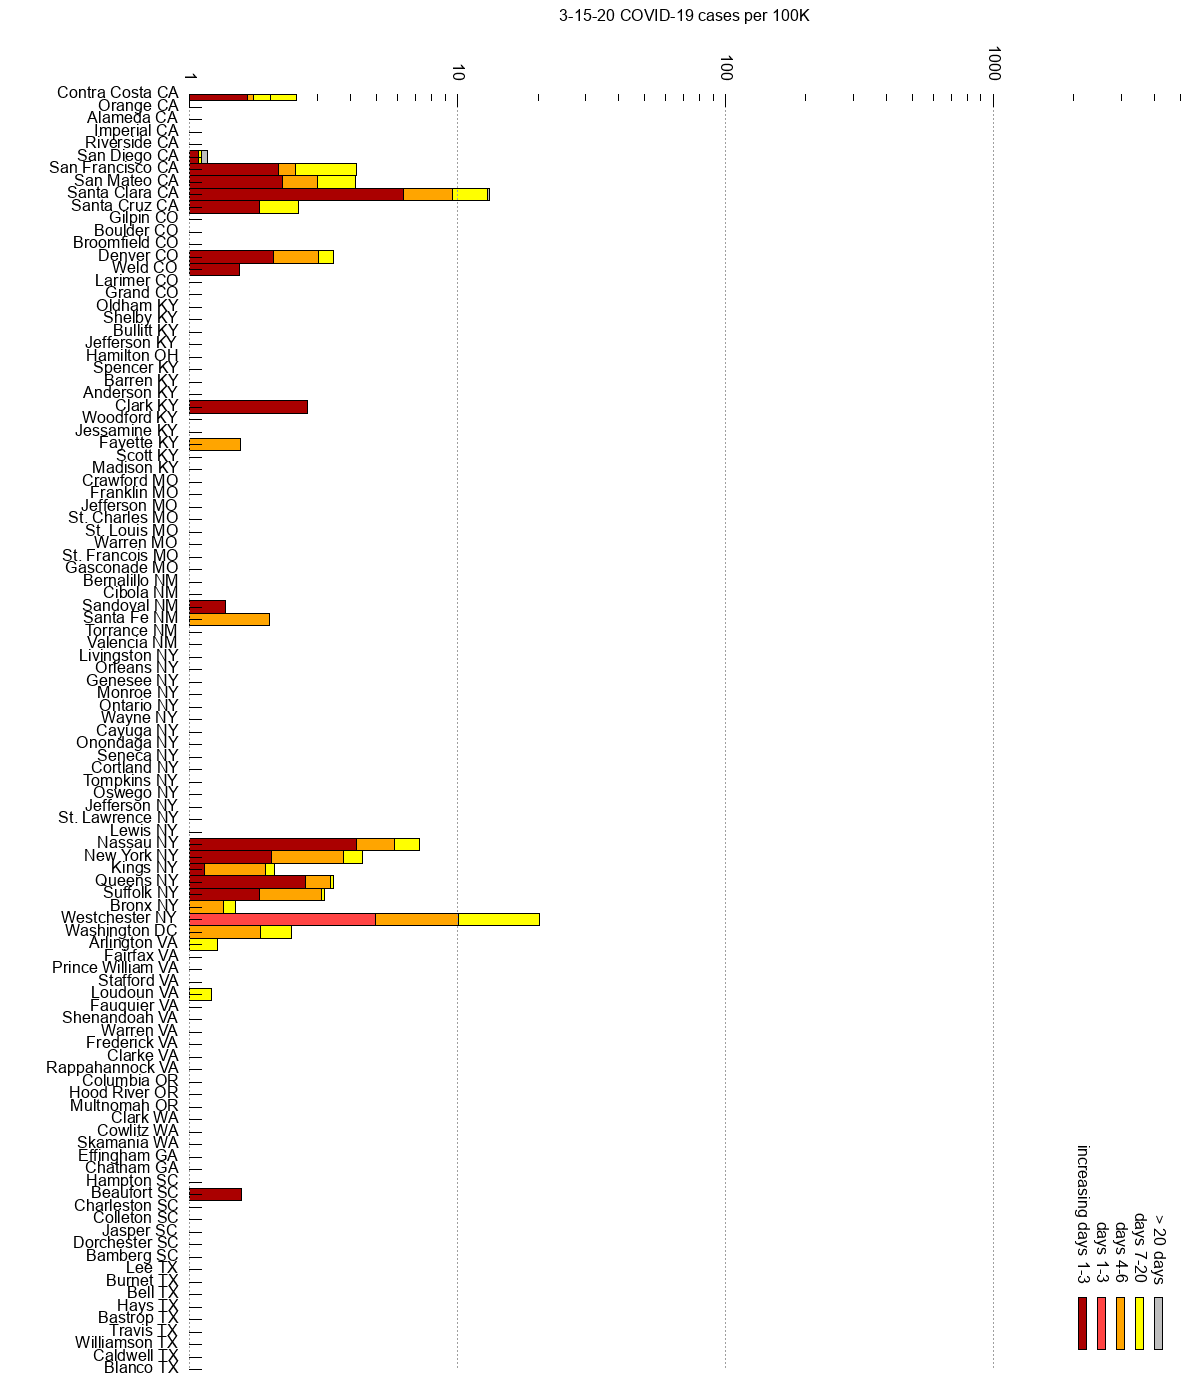 3-15-20 COVID-19 cases per 100K
1
10
100
1000
Contra Costa CA
Orange CA
Alameda CA
Imperial CA
Riverside CA
San Diego CA
San Francisco CA
San Mateo CA
Santa Clara CA
Santa Cruz CA
Gilpin CO
Boulder CO
Broomfield CO
Denver CO
Weld CO
Larimer CO
Grand CO
Oldham KY
Shelby KY
Bullitt KY
Jefferson KY
Hamilton OH
Spencer KY
Barren KY
Anderson KY
Clark KY
Woodford KY
Jessamine KY
Fayette KY
Scott KY
Madison KY
Crawford MO
Franklin MO
Jefferson MO
St. Charles MO
St. Louis MO
Warren MO
St. Francois MO
Gasconade MO
Bernalillo NM
Cibola NM
Sandoval NM
Santa Fe NM
Torrance NM
Valencia NM
Livingston NY
Orleans NY
Genesee NY
Monroe NY
Ontario NY
Wayne NY
Cayuga NY
Onondaga NY
Seneca NY
Cortland NY
Tompkins NY
Oswego NY
Jefferson NY
St. Lawrence NY
Lewis NY
Nassau NY
New York NY
Kings NY
Queens NY
Suffolk NY
Bronx NY
Westchester NY
Washington DC
Arlington VA
Fairfax VA
Prince William VA
Stafford VA
Loudoun VA
Fauquier VA
Shenandoah VA
Warren VA
Frederick VA
Clarke VA
Rappahannock VA
Columbia OR
Hood River OR
Multnomah OR
Clark WA
Cowlitz WA
Skamania WA
Effingham GA
Chatham GA
Hampton SC
Beaufort SC
Charleston SC
Colleton SC
Jasper SC
Dorchester SC
Bamberg SC
Lee TX
Burnet TX
Bell TX
Hays TX
Bastrop TX
Travis TX
Williamson TX
Caldwell TX
Blanco TX
> 20 days
days 7-20
days 4-6
days 1-3
increasing days 1-3